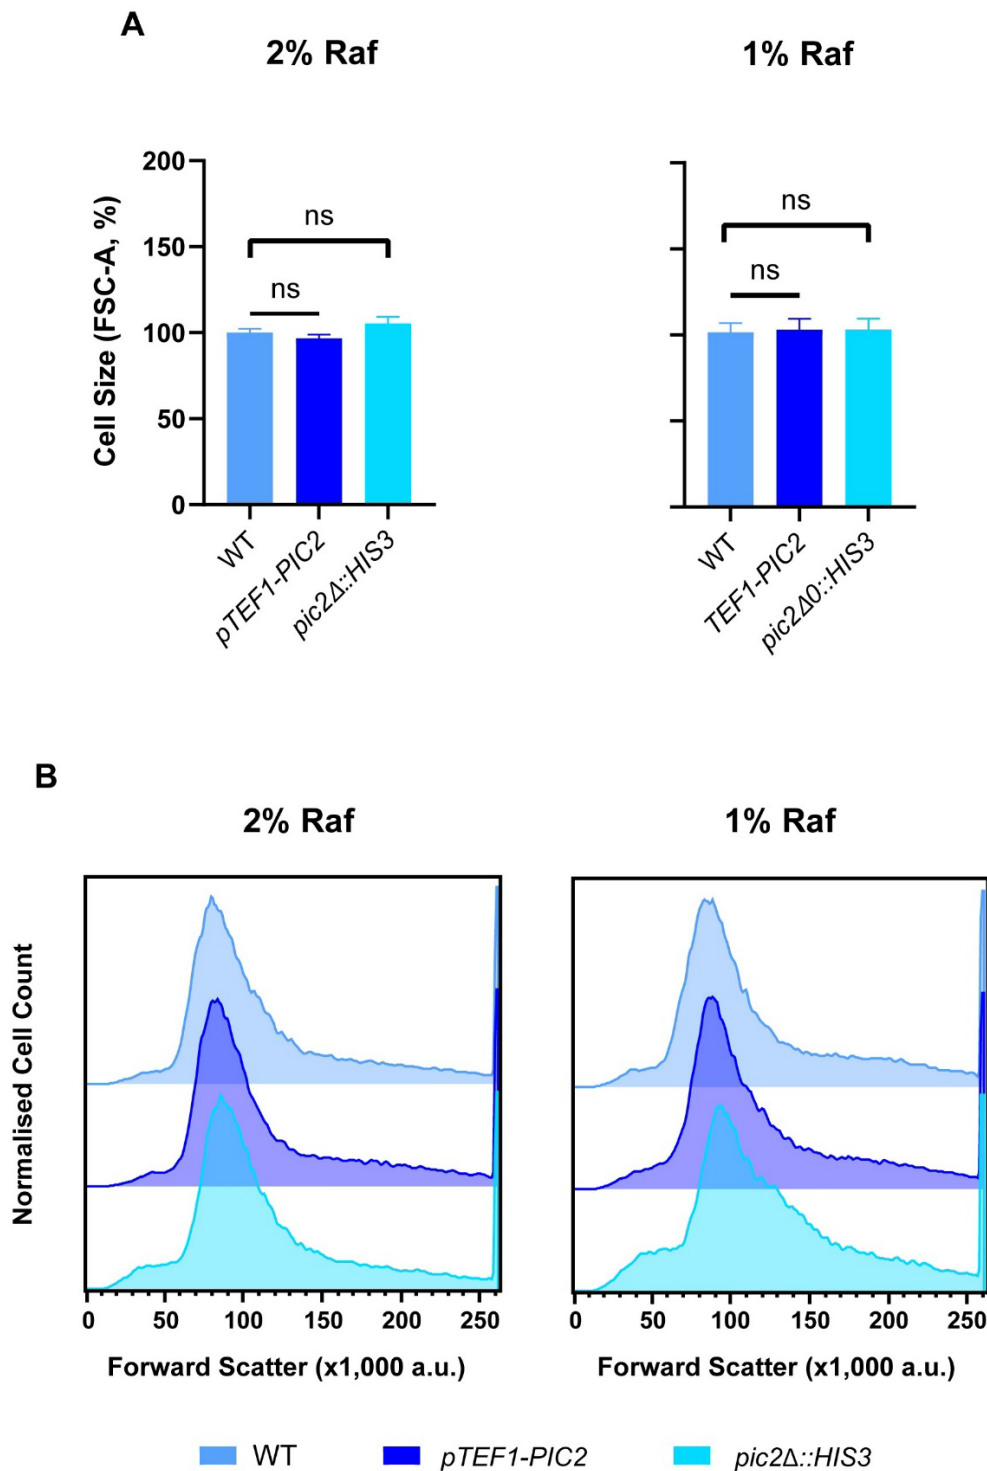 A
2% Raf
1% Raf
Cell Size (FSC-A, %)
200
150
100
50
0
ns
ns
ns
ns
WT
pTEF1-PIC2
pic2Δ::HIS3
WT
TEF1-PIC2
pic2Δ0::HIS3
B
2% Raf
1% Raf
Normalised Cell Count
0 50 100 150 200 250
0 50 100 150 200 250
Forward Scatter (x1,000 a.u.)
Forward Scatter (x1,000 a.u.)
WT pTEF1-PIC2 pic2Δ::HIS3